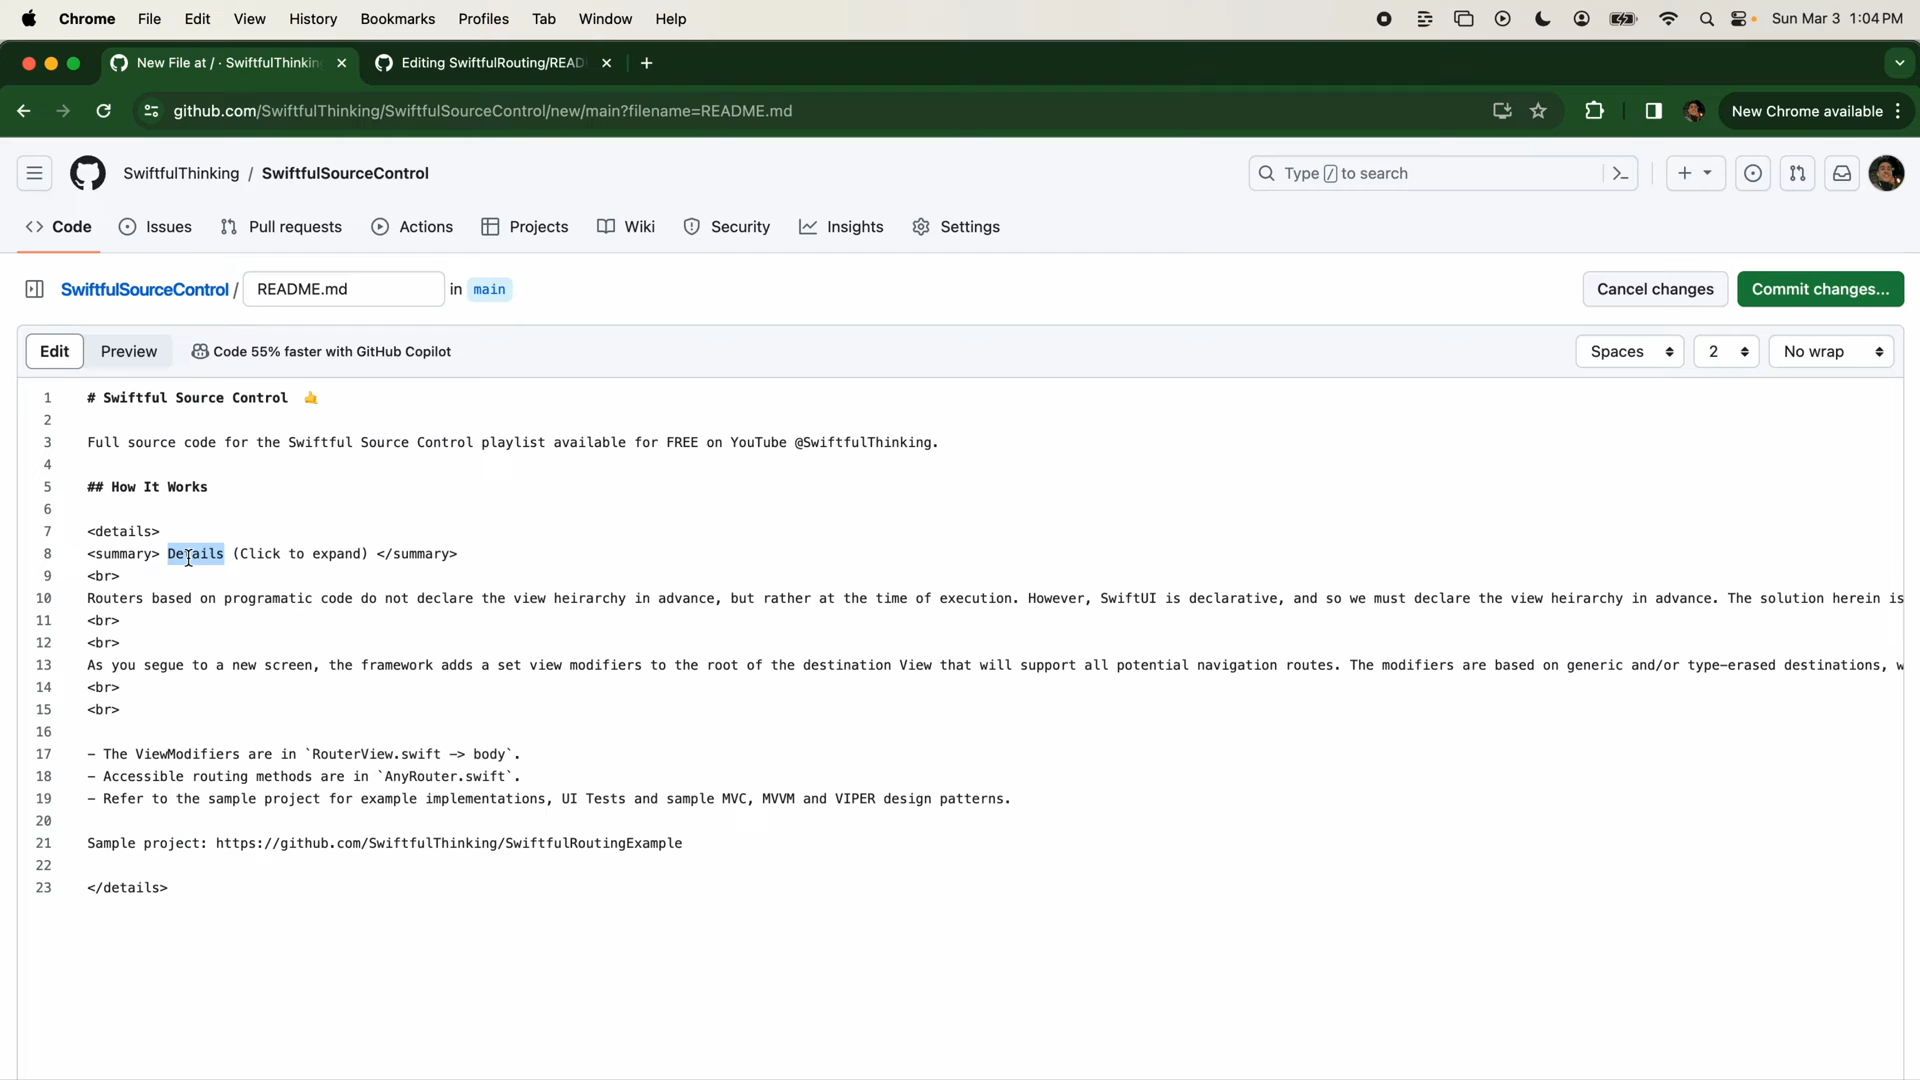 Chrome File Edit View History Bookmarks Profiles Tab Window Help Sun Mar 3 1:04 PM
New File at / · SwiftfulThinkin Editing SwiftfulRouting/READ
github.com/SwiftfulThinking/SwiftfulSourceControl/new/main?filename=README.md New Chrome available
SwiftfulThinking / SwiftfulSourceControl Type / to search
Code Issues Pull requests Actions Projects Wiki Security Insights Settings
SwiftfulSourceControl / README.md in main Cancel changes Commit changes...
Edit Preview Code 55% faster with GitHub Copilot Spaces 2 No wrap
1 # Swiftful Source Control 🤙
2
3 Full source code for the Swiftful Source Control playlist available for FREE on YouTube @SwiftfulThinking.
4
5 ## How It Works
6
7 <details>
8 <summary> Details (Click to expand) </summary>
9 <br>
10 Routers based on programatic code do not declare the view heirarchy in advance, but rather at the time of execution. However, SwiftUI is declarative, and so we must declare the view heirarchy in advance. The solution herein is
11 <br>
12 <br>
13 As you segue to a new screen, the framework adds a set view modifiers to the root of the destination View that will support all potential navigation routes. The modifiers are based on generic and/or type-erased destinations, w
14 <br>
15 <br>
16
17 - The ViewModifiers are in `RouterView.swift -> body`.
18 - Accessible routing methods are in `AnyRouter.swift`.
19 - Refer to the sample project for example implementations, UI Tests and sample MVC, MVVM and VIPER design patterns.
20
21 Sample project: https://github.com/SwiftfulThinking/SwiftfulRoutingExample
22
23 </details>